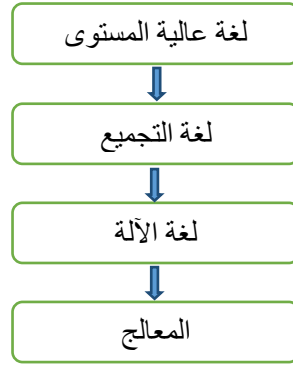 لغة عالية المستوى
لغة التجميع
لغة الآلة
المعالج